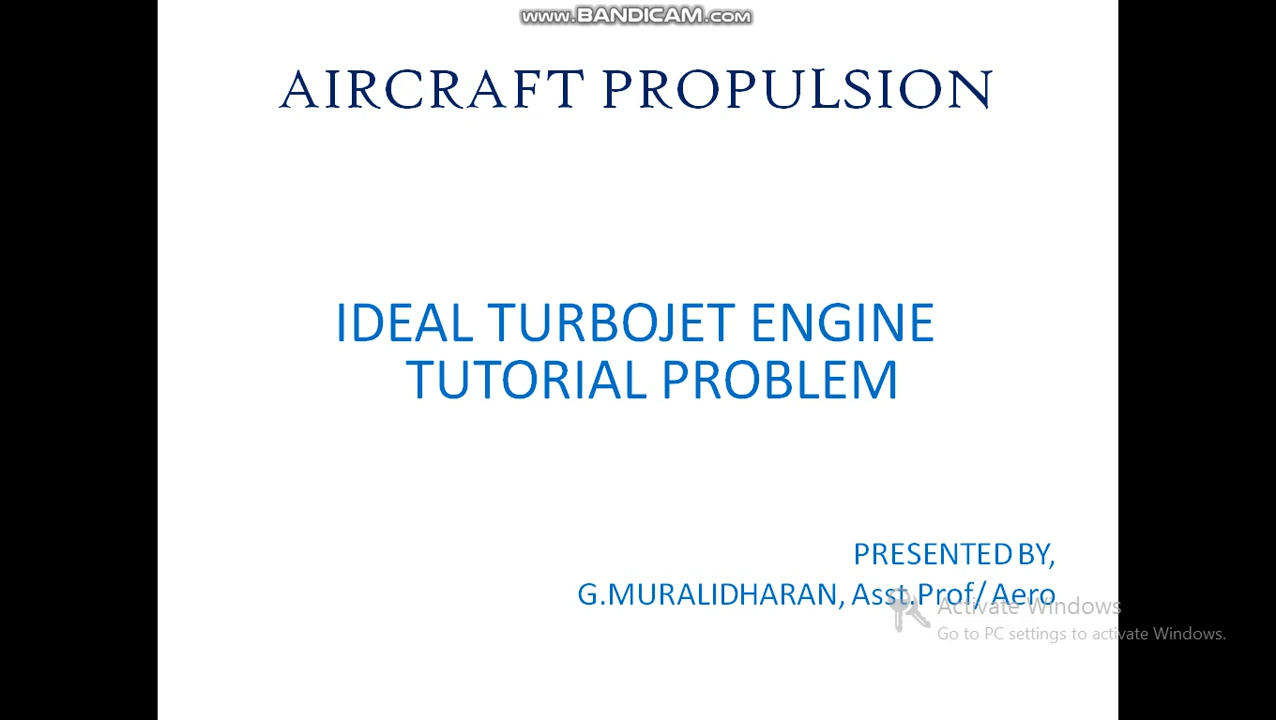 www.BANDICAM.com
AIRCRAFT PROPULSION
IDEAL TURBOJET ENGINE
TUTORIAL PROBLEM
PRESENTED BY,
G.MURALIDHARAN, Asst.Prof/ Aero
Activate Windows
Go to PC settings to activate Windows.